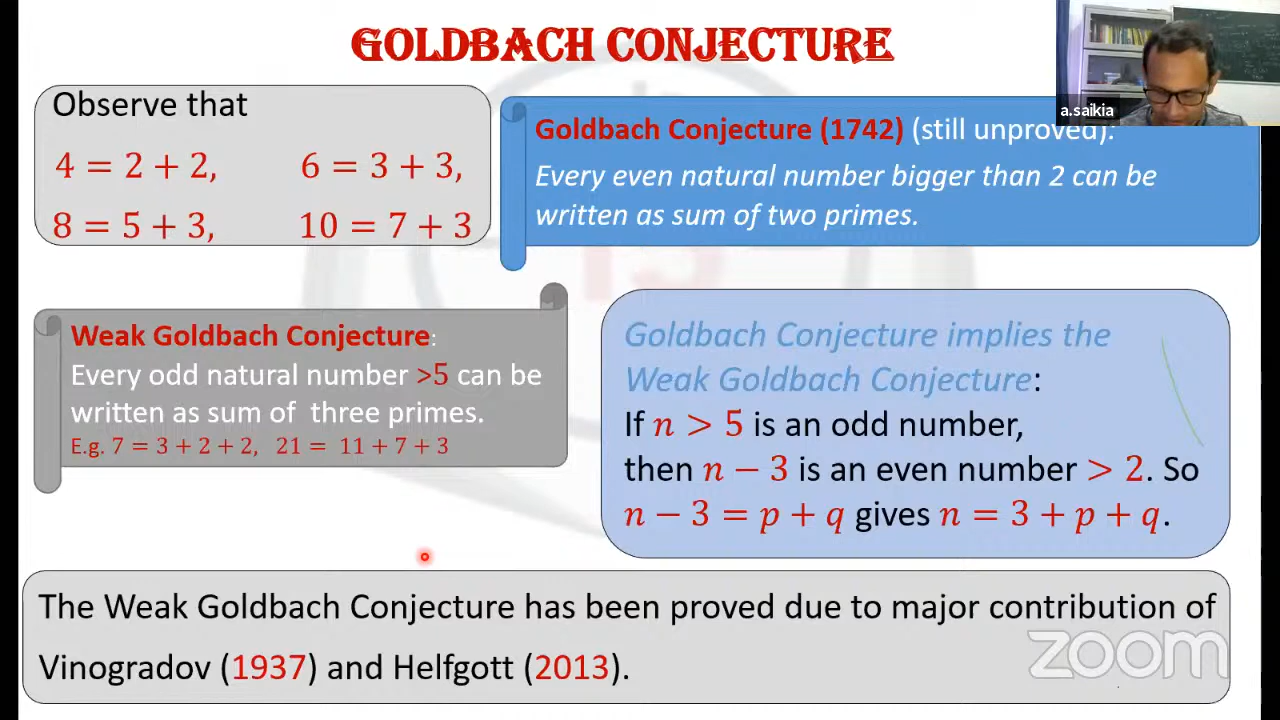 GOLDBACH CONJECTURE
a.saikia
Observe that
4 = 2 + 2, 6 = 3 + 3,
8 = 5 + 3, 10 = 7 + 3
Goldbach Conjecture (1742) (still unproved):
Every even natural number bigger than 2 can be
written as sum of two primes.
Weak Goldbach Conjecture:
Every odd natural number >5 can be
written as sum of three primes.
E.g. 7 = 3 + 2 + 2, 21 = 11 + 7 + 3
Goldbach Conjecture implies the
Weak Goldbach Conjecture:
If n > 5 is an odd number,
then n − 3 is an even number > 2. So
n − 3 = p + q gives n = 3 + p + q.
The Weak Goldbach Conjecture has been proved due to major contribution of
Vinogradov (1937) and Helfgott (2013).
zoom